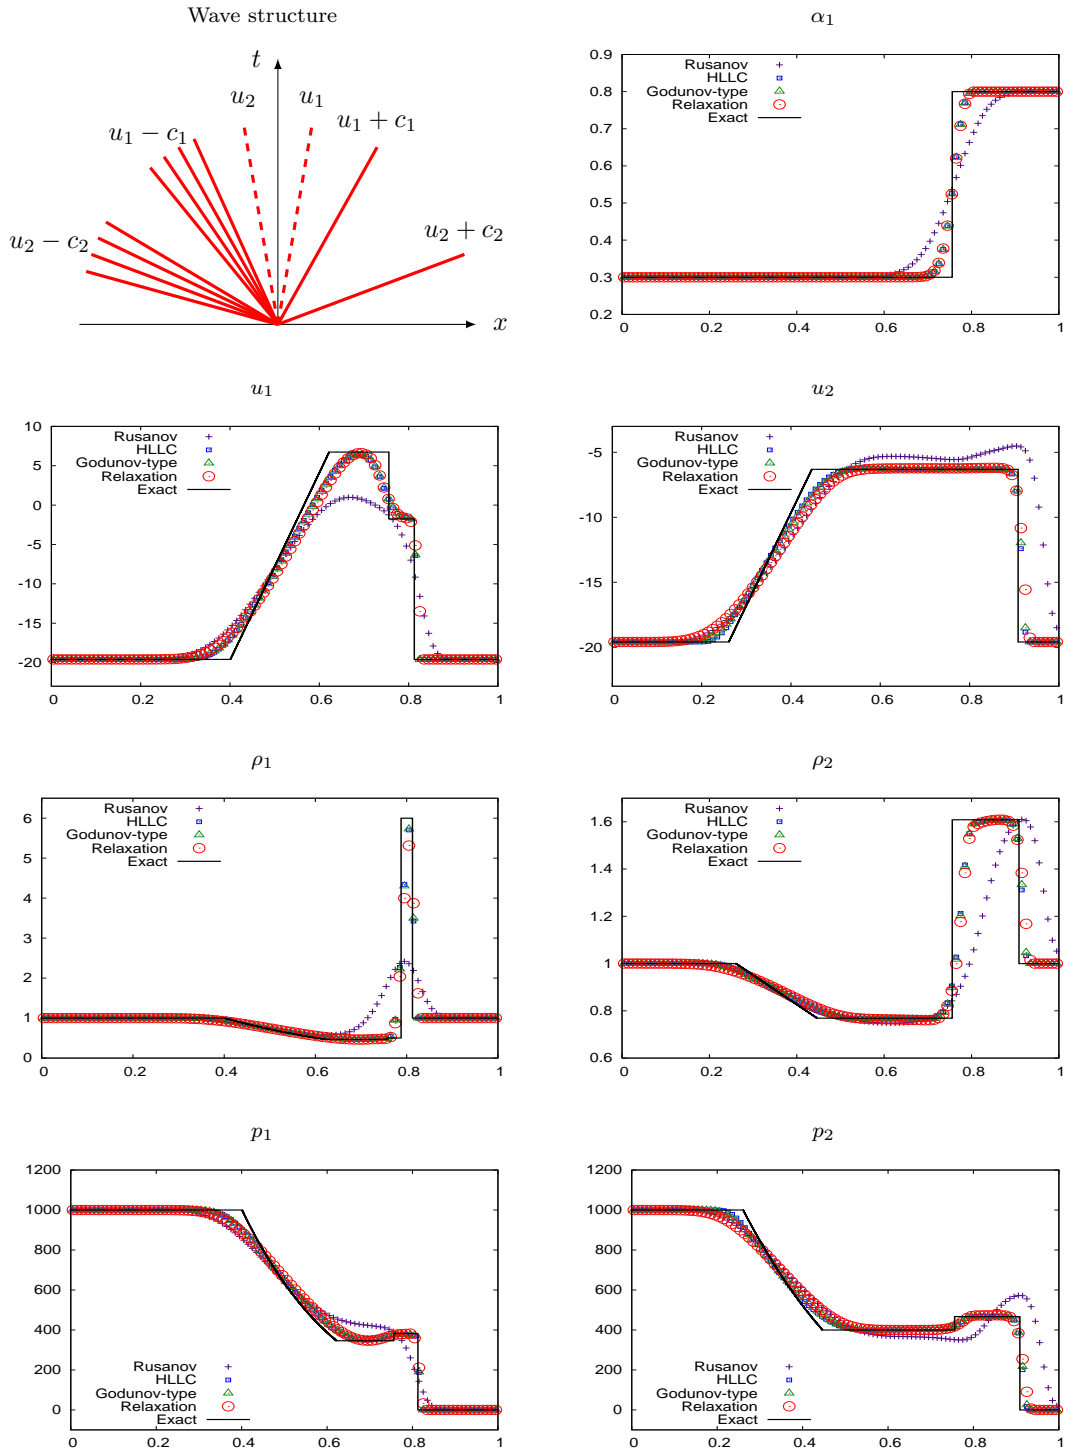 Wave structure
t
u₂
u₁
u₁ − c₁
u₁ + c₁
u₂ − c₂
u₂ + c₂
x
α₁
Rusanov
HLLC
Godunov-type
Relaxation
Exact
0.9
0.8
0.7
0.6
0.5
0.4
0.3
0.2
0 0.2 0.4 0.6 0.8 1
u₁
Rusanov
HLLC
Godunov-type
Relaxation
Exact
10
5
0
-5
-10
-15
-20
0 0.2 0.4 0.6 0.8 1
u₂
Rusanov
HLLC
Godunov-type
Relaxation
Exact
-5
-10
-15
-20
0 0.2 0.4 0.6 0.8 1
ρ₁
Rusanov
HLLC
Godunov-type
Relaxation
Exact
6
5
4
3
2
1
0
0 0.2 0.4 0.6 0.8 1
ρ₂
Rusanov
HLLC
Godunov-type
Relaxation
Exact
1.6
1.4
1.2
1
0.8
0.6
0 0.2 0.4 0.6 0.8 1
p₁
1200
1000
800
600
400
200
0
Rusanov
HLLC
Godunov-type
Relaxation
Exact
0 0.2 0.4 0.6 0.8 1
p₂
1200
1000
800
600
400
200
0
Rusanov
HLLC
Godunov-type
Relaxation
Exact
0 0.2 0.4 0.6 0.8 1